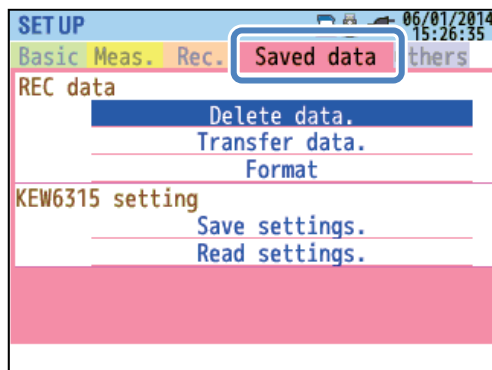 SET UP 06/01/2014
15:26:35
Basic Meas. Rec. Saved data thers
REC data
Delete data.
Transfer data.
Format
KEW6315 setting
Save settings.
Read settings.